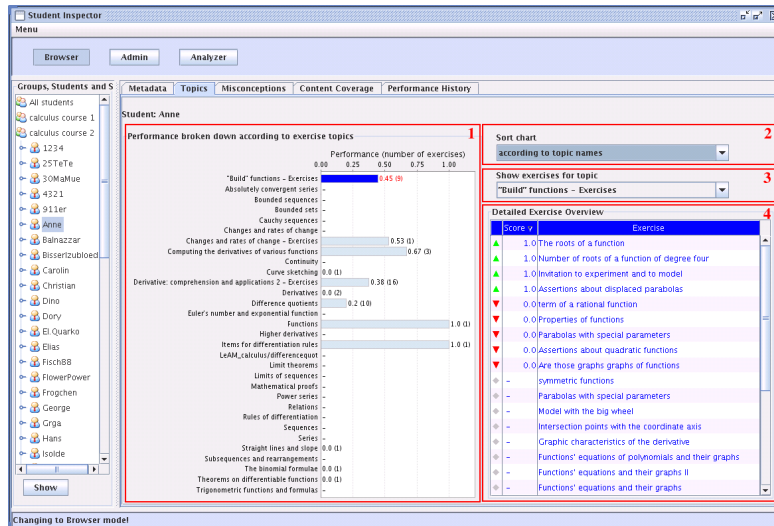 Student Inspector
Menu
Browser
Admin
Analyzer
Groups, Students and S
All students
calculus course 1
calculus course 2
1234
25TeTe
30MaMue
4321
911er
Anne
Balnazzar
Bisserlzubloed
Carolin
Christian
Dino
Dory
El.Quarko
Elias
Fisch88
FlowerPower
Frogchen
George
Grga
Hans
Isolde
Show
Metadata
Topics
Misconceptions
Content Coverage
Performance History
Student: Anne
Performance broken down according to exercise topics
1
Performance (number of exercises)
0.00 0.25 0.50 0.75 1.00
"Build" functions – Exercises 0.45 (9)
Absolutely convergent series –
Bounded sequences –
Bounded sets –
Cauchy sequences –
Changes and rates of change –
Changes and rates of change – Exercises 0.53 (1)
Computing the derivatives of various functions 0.67 (3)
Continuity –
Curve sketching 0.0 (1)
Derivative: comprehension and applications 2 – Exercises 0.38 (16)
Derivatives 0.0 (2)
Difference quotients 0.2 (10)
Euler's number and exponential function –
Functions 1.0 (1)
Higher derivatives –
Items for differentiation rules 1.0 (1)
LeAM_calculus/differencequot –
Limit theorems –
Limits of sequences –
Mathematical proofs –
Power series –
Relations –
Rules of differentiation –
Sequences –
Series –
Straight lines and slope 0.0 (1)
Subsequences and rearrangements –
The binomial formulae 0.0 (1)
Theorems on differentiable functions 0.0 (1)
Trigonometric functions and formulas –
2
Sort chart
according to topic names
3
Show exercises for topic
"Build" functions – Exercises
4
Detailed Exercise Overview
Score Exercise
1.0 The roots of a function
1.0 Number of roots of a function of degree four
1.0 Invitation to experiment and to model
1.0 Assertions about displaced parabolas
0.0 term of a rational function
0.0 Properties of functions
0.0 Parabolas with special parameters
0.0 Assertions about quadratic functions
0.0 Are those graphs graphs of functions
– symmetric functions
– Parabolas with special parameters
– Model with the big wheel
– Intersection points with the coordinate axis
– Graphic characteristics of the derivative
– Functions' equations of polynomials and their graphs
– Functions' equations and their graphs II
– Functions' equations and their graphs
Changing to Browser mode!